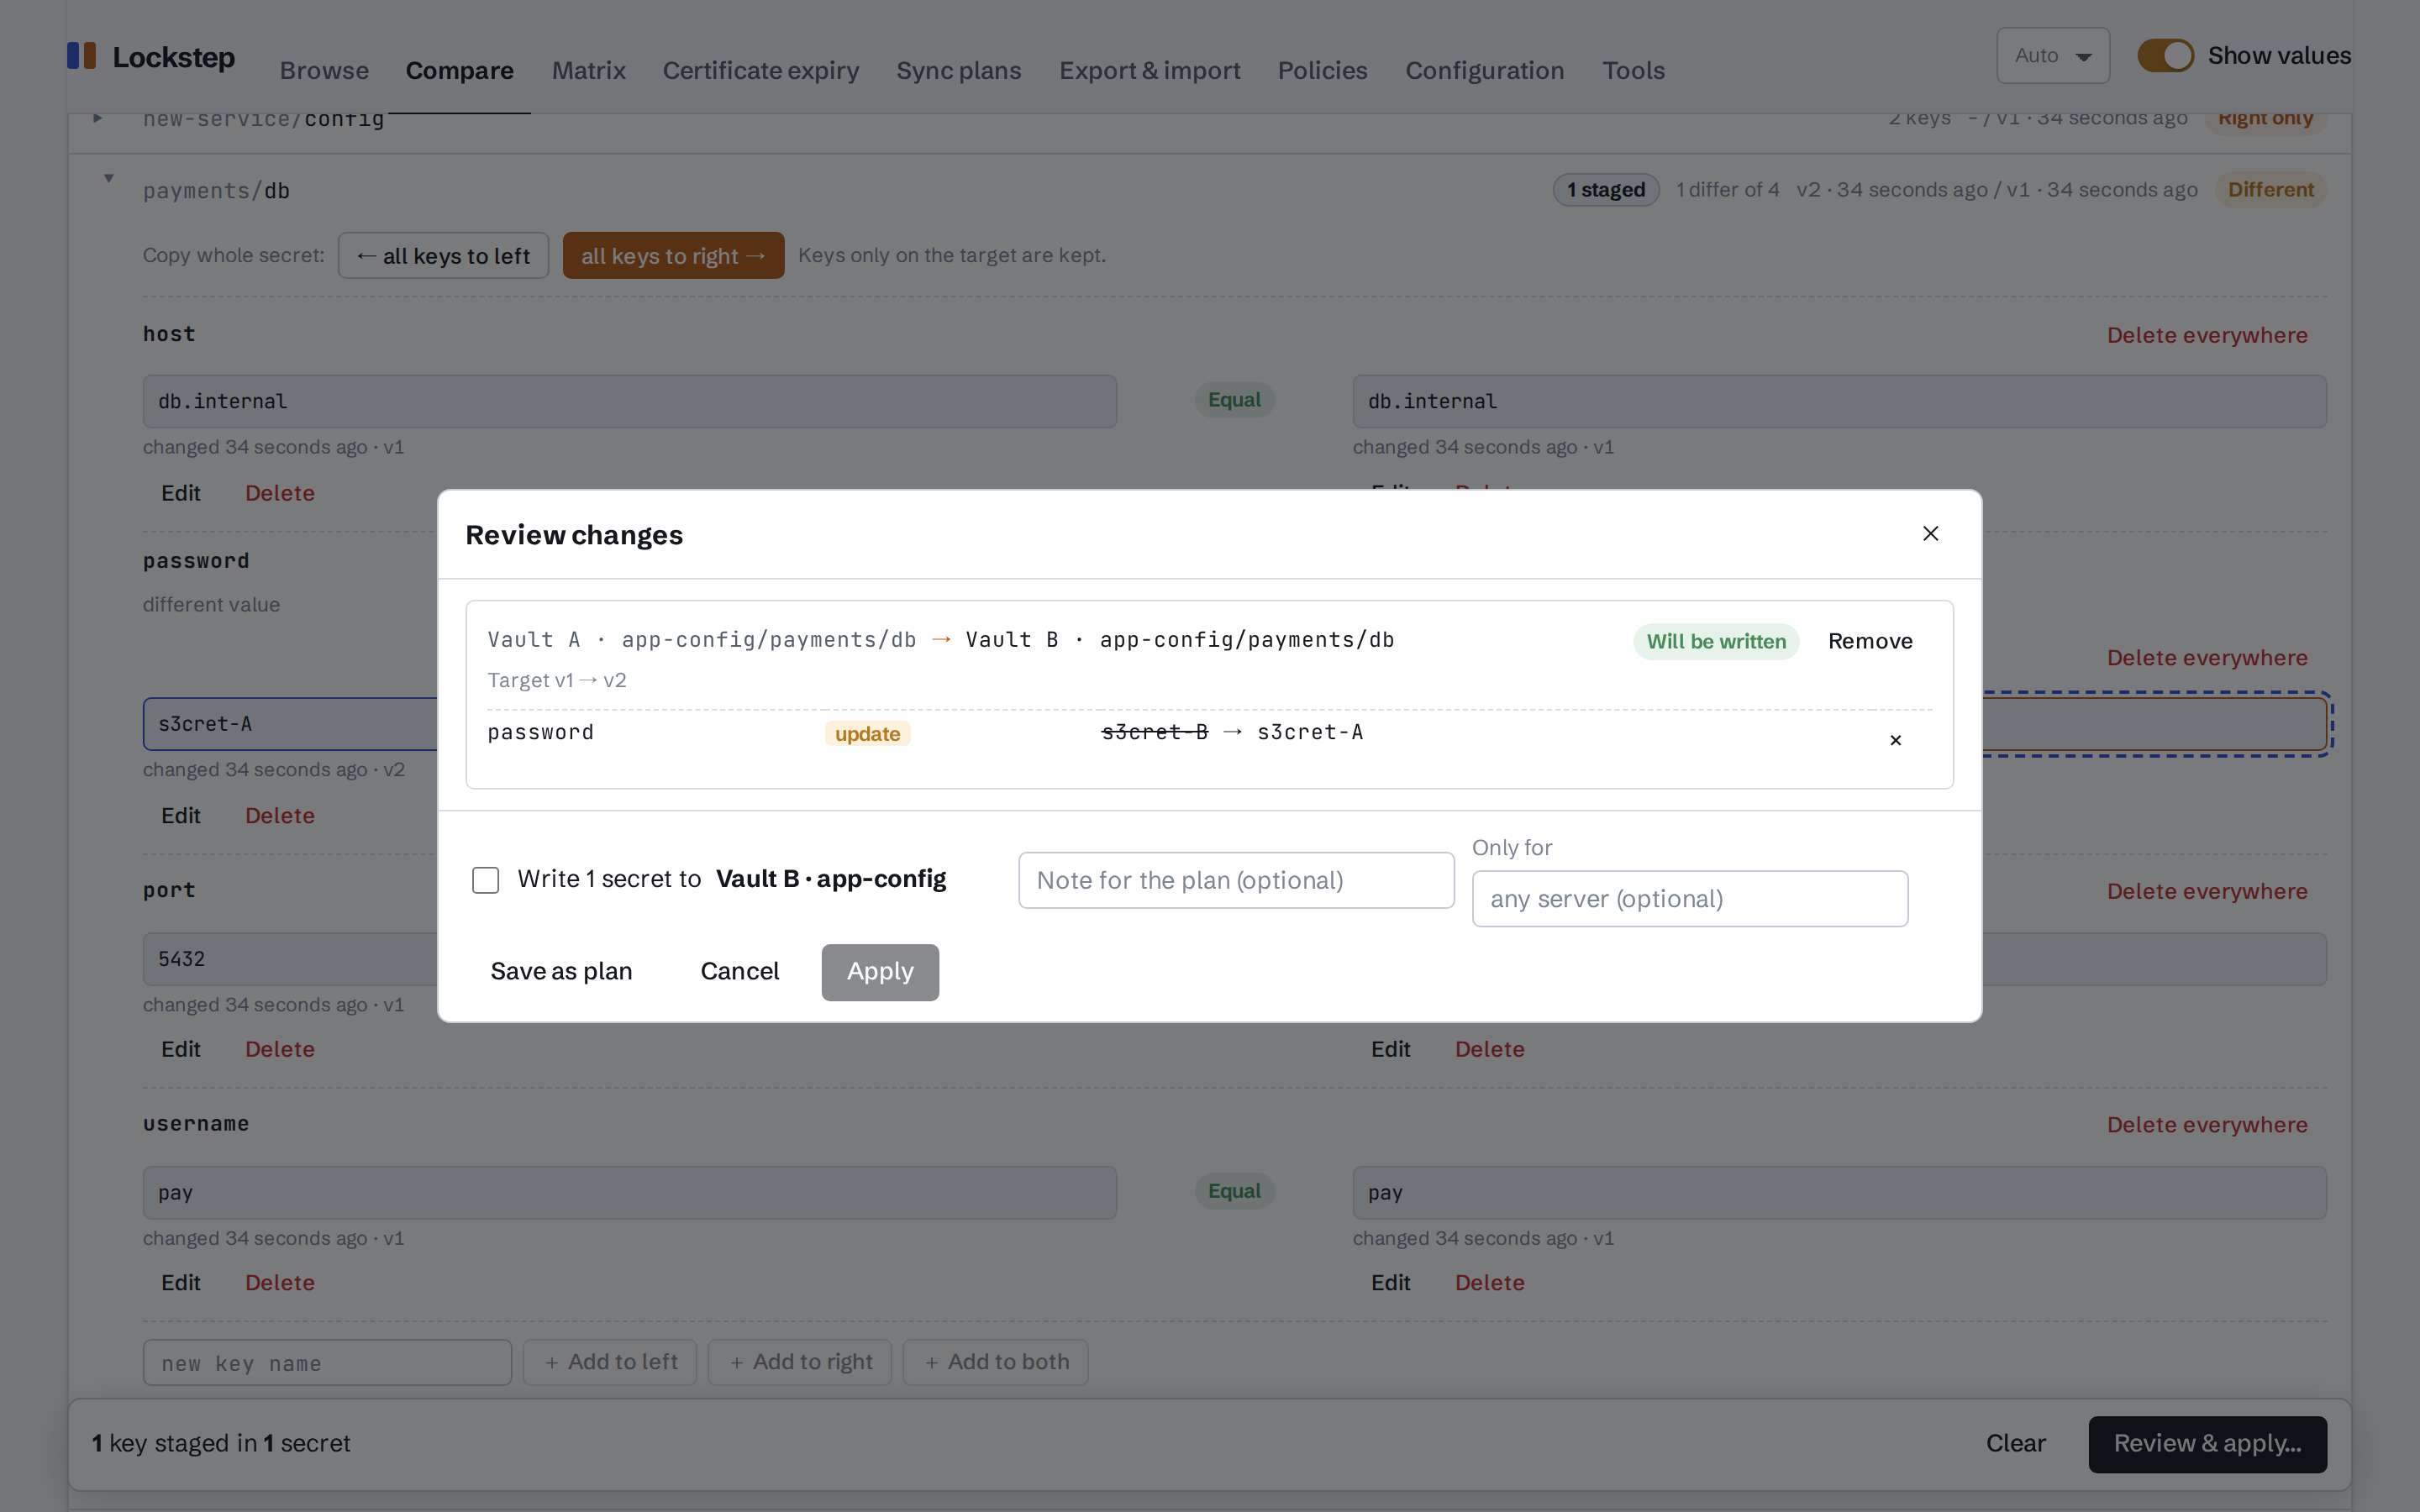 Lockstep Browse Compare Matrix Certificate expiry Sync plans Export & import Policies Configuration Tools Auto Show values
new-service/config 2 keys – / v1 · 34 seconds ago Right only
payments/db 1 staged 1 differ of 4 v2 · 34 seconds ago / v1 · 34 seconds ago Different
Copy whole secret: ← all keys to left all keys to right → Keys only on the target are kept.
host Delete everywhere
db.internal Equal db.internal
changed 34 seconds ago · v1 changed 34 seconds ago · v1
Edit Delete Edit Delete
password
different value
Delete everywhere
s3cret-A
changed 34 seconds ago · v2
Edit Delete
port Delete everywhere
5432
changed 34 seconds ago · v1
Edit Delete Edit Delete
username Delete everywhere
pay Equal pay
changed 34 seconds ago · v1 changed 34 seconds ago · v1
Edit Delete Edit Delete
new key name + Add to left + Add to right + Add to both
1 key staged in 1 secret Clear Review & apply...
Review changes ×
Vault A · app-config/payments/db → Vault B · app-config/payments/db Will be written Remove
Target v1 → v2
password update s3cret-B → s3cret-A ×
Only for
Write 1 secret to Vault B · app-config Note for the plan (optional) any server (optional)
Save as plan Cancel Apply